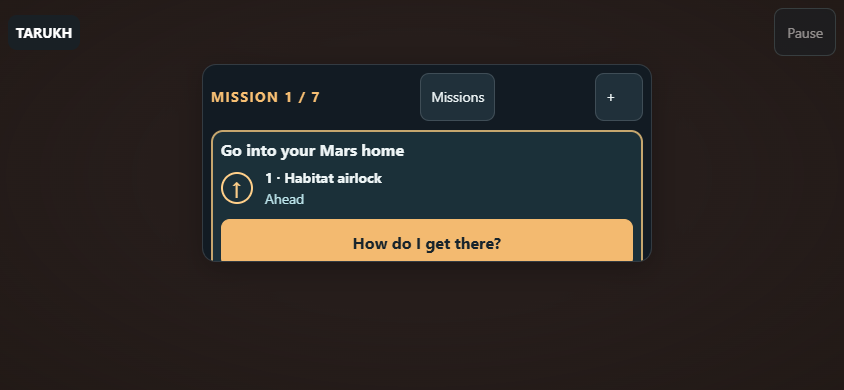 TARUKH
Pause
MISSION 1 / 7
Missions
+
Go into your Mars home
↑
1 · Habitat airlock
Ahead
How do I get there?